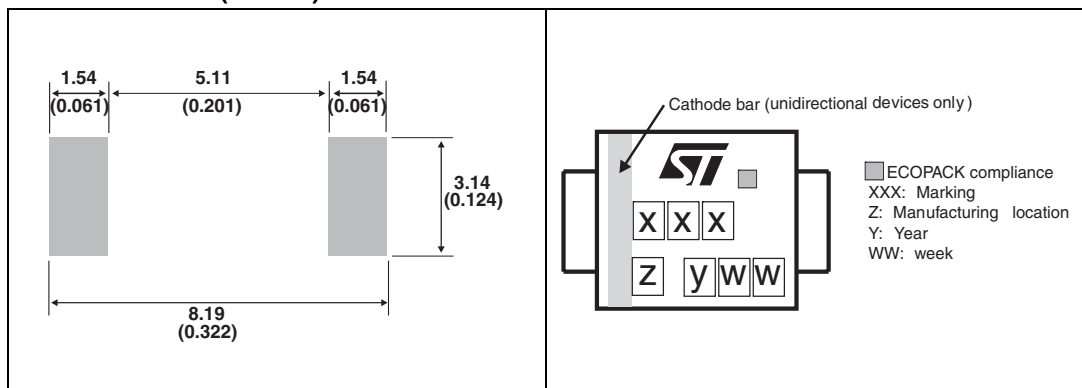 1.54
(0.061)
5.11
(0.201)
1.54
(0.061)
3.14
(0.124)
8.19
(0.322)
Cathode bar (unidirectional devices only)
ST
x x x
z y w w
ECOPACK compliance
XXX: Marking
Z: Manufacturing location
Y: Year
WW: week